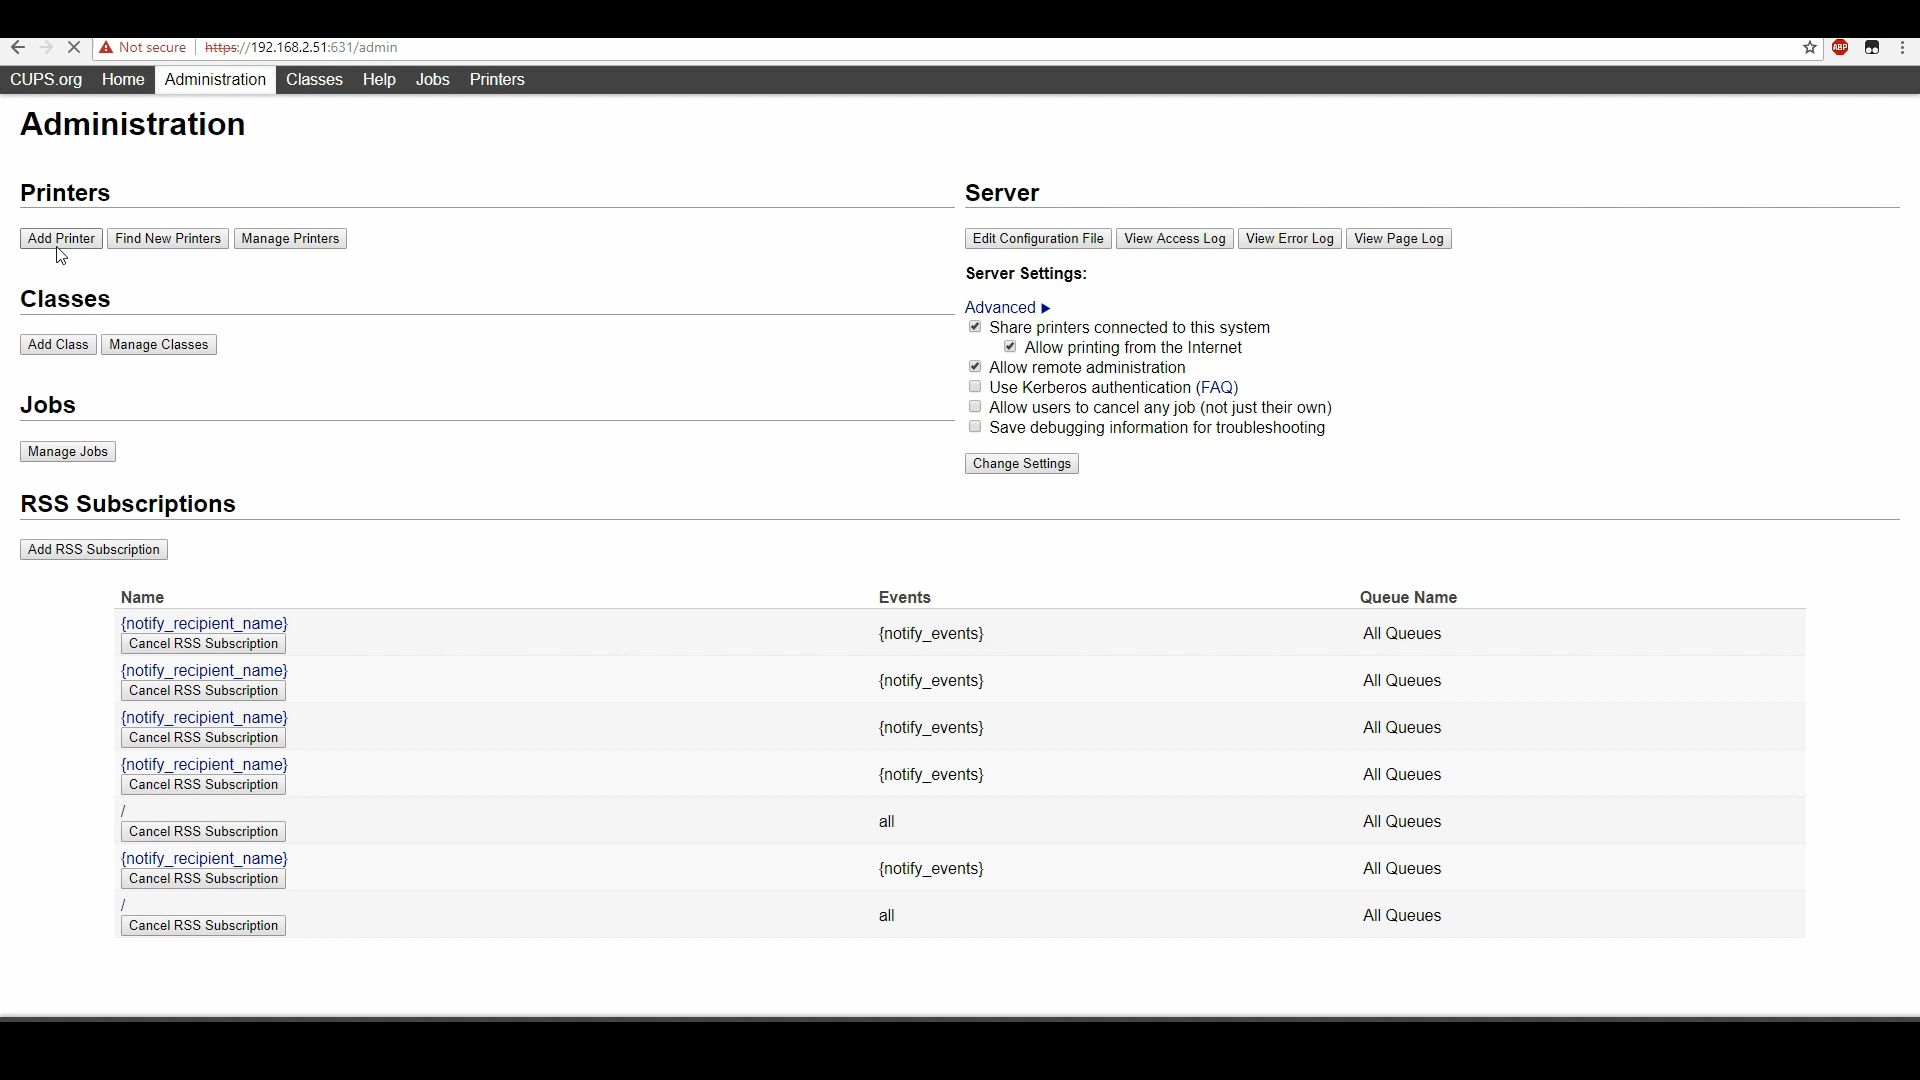 Not secure https://192.168.2.51:631/admin ABP
CUPS.org Home Administration Classes Help Jobs Printers
Administration
Printers
Add Printer Find New Printers Manage Printers
Classes
Add Class Manage Classes
Jobs
Manage Jobs
Server
Edit Configuration File View Access Log View Error Log View Page Log
Server Settings:
Advanced ▶
Share printers connected to this system
Allow printing from the Internet
Allow remote administration
Use Kerberos authentication (FAQ)
Allow users to cancel any job (not just their own)
Save debugging information for troubleshooting
Change Settings
RSS Subscriptions
Add RSS Subscription
Name Events Queue Name
{notify_recipient_name}
Cancel RSS Subscription {notify_events} All Queues
{notify_recipient_name}
Cancel RSS Subscription {notify_events} All Queues
{notify_recipient_name}
Cancel RSS Subscription {notify_events} All Queues
{notify_recipient_name}
Cancel RSS Subscription {notify_events} All Queues
/
Cancel RSS Subscription all All Queues
{notify_recipient_name}
Cancel RSS Subscription {notify_events} All Queues
/
Cancel RSS Subscription all All Queues